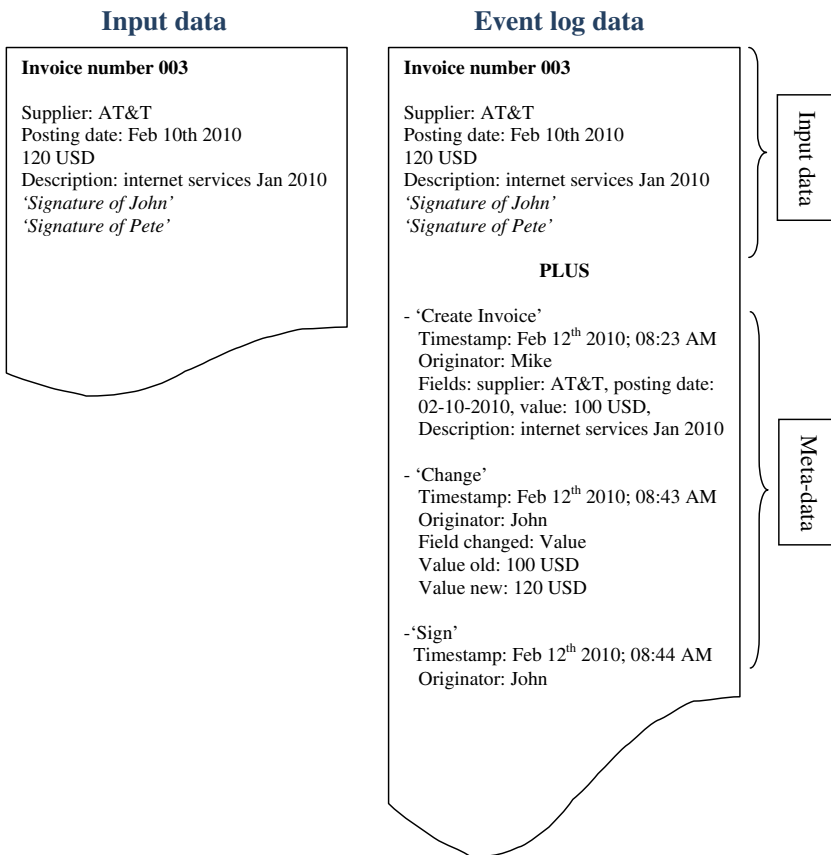 Input data
Invoice number 003
Supplier: AT&T
Posting date: Feb 10th 2010
120 USD
Description: internet services Jan 2010
‘Signature of John’
‘Signature of Pete’
Event log data
Invoice number 003
Supplier: AT&T
Posting date: Feb 10th 2010
120 USD
Description: internet services Jan 2010
‘Signature of John’
‘Signature of Pete’
PLUS
- ‘Create Invoice’
Timestamp: Feb 12th 2010; 08:23 AM
Originator: Mike
Fields: supplier: AT&T, posting date:
02-10-2010, value: 100 USD,
Description: internet services Jan 2010
- ‘Change’
Timestamp: Feb 12th 2010; 08:43 AM
Originator: John
Field changed: Value
Value old: 100 USD
Value new: 120 USD
-‘Sign’
Timestamp: Feb 12th 2010; 08:44 AM
Originator: John
Input data
Meta-data